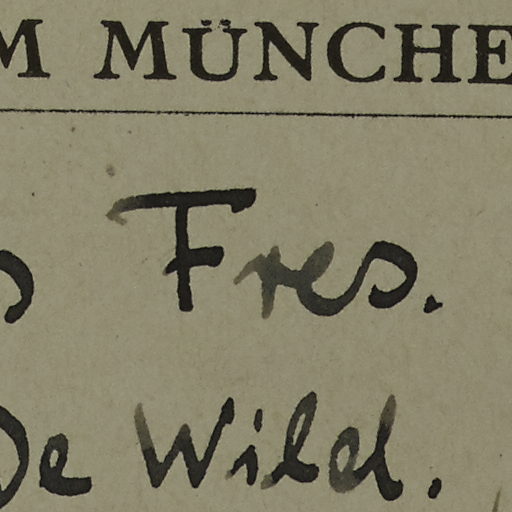 M MÜNCHE
s Fres.
De Wild.